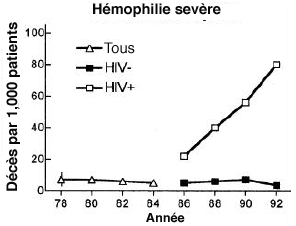 Hémophilie sevère
Décès par 1,000 patients
100
80
60
40
20
0
Tous
HIV-
HIV+
78 80 82 84 86 88 90 92
Année